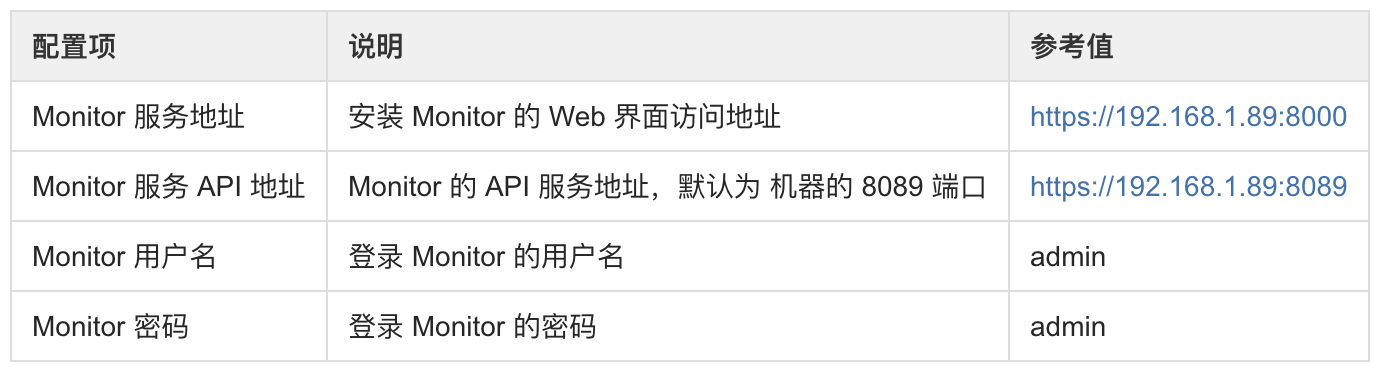 配置项 说明 参考值
Monitor 服务地址 安装 Monitor 的 Web 界面访问地址 https://192.168.1.89:8000
Monitor 服务 API 地址 Monitor 的 API 服务地址，默认为 机器的 8089 端口 https://192.168.1.89:8089
Monitor 用户名 登录 Monitor 的用户名 admin
Monitor 密码 登录 Monitor 的密码 admin